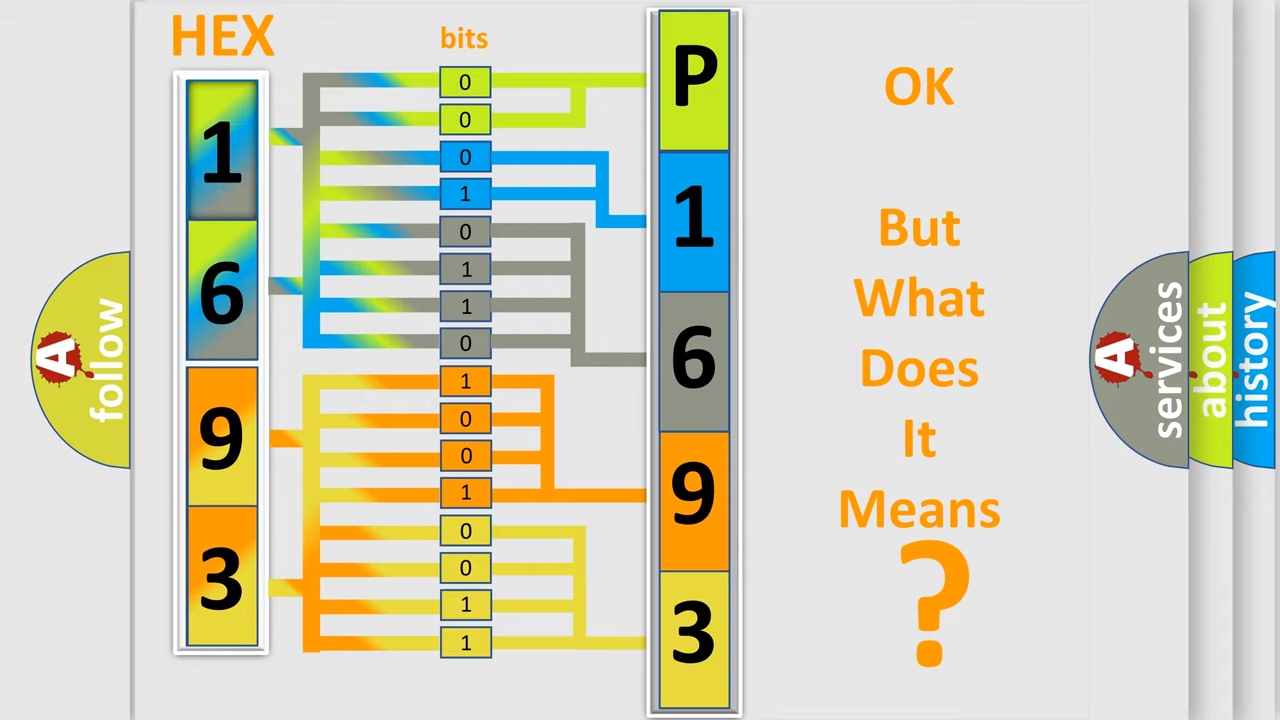 HEX
bits
1
6
9
3
0
0
0
1
0
1
1
0
1
0
0
1
0
0
1
1
P
1
6
9
3
OK
But
What
Does
It
Means
?
A
follow
A
services
about
history